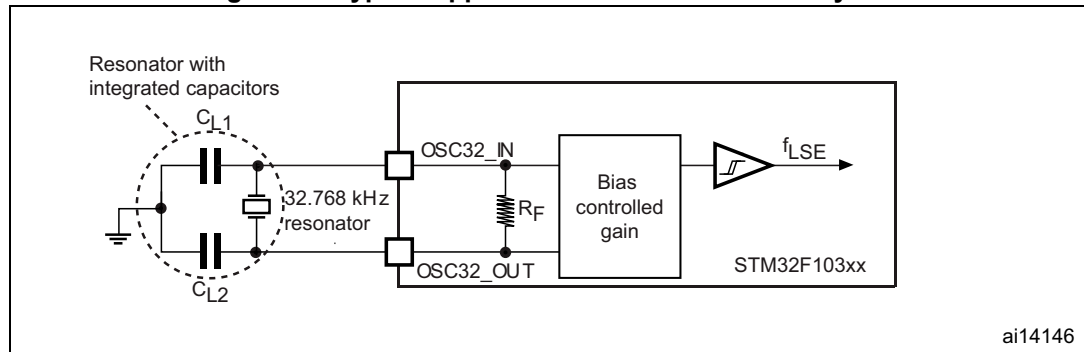 Resonator with
integrated capacitors
CL1
OSC32_IN
fLSE
32.768 kHz
resonator
RF
Bias
controlled
gain
OSC32_OUT
STM32F103xx
CL2
ai14146